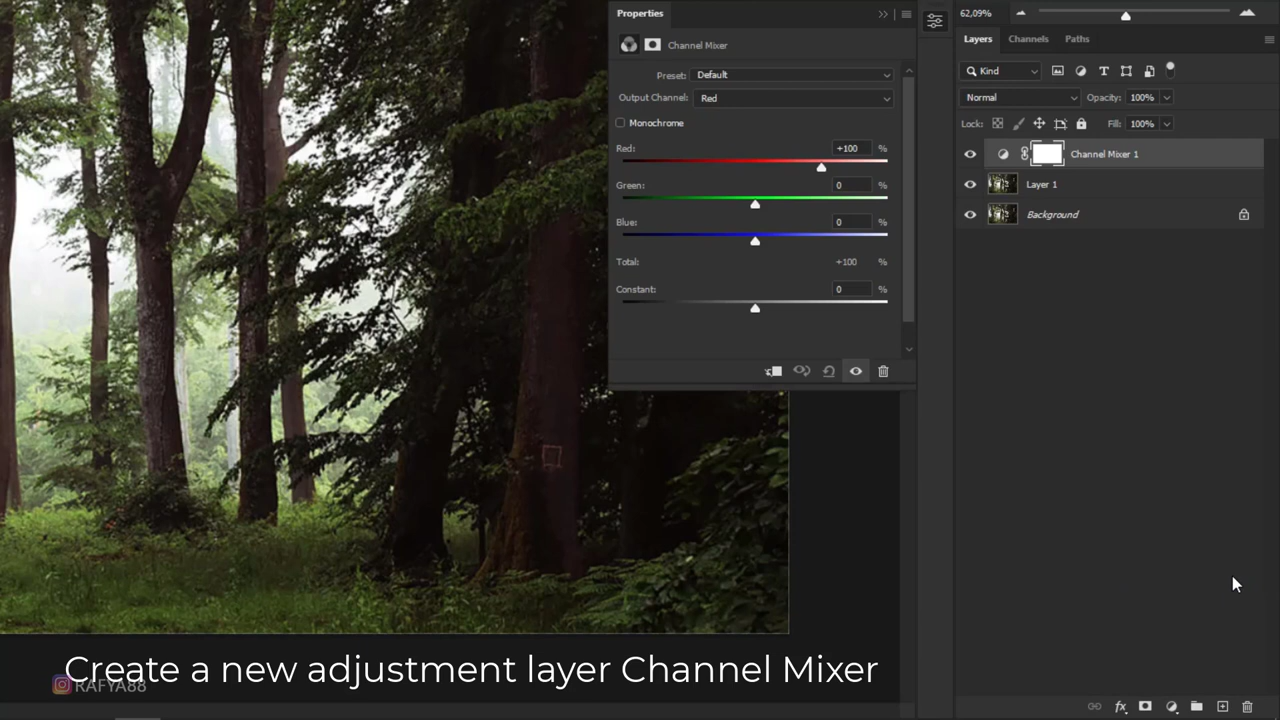 Properties
Channel Mixer
Preset: Default
Output Channel: Red
Monochrome
Red: +100 %
Green: 0 %
Blue: 0 %
Total: +100 %
Constant: 0 %
62,09%
Layers Channels Paths
Kind
Normal Opacity: 100%
Lock: Fill: 100%
Channel Mixer 1
Layer 1
Background
fx
Create a new adjustment layer Channel Mixer
RAFYA88